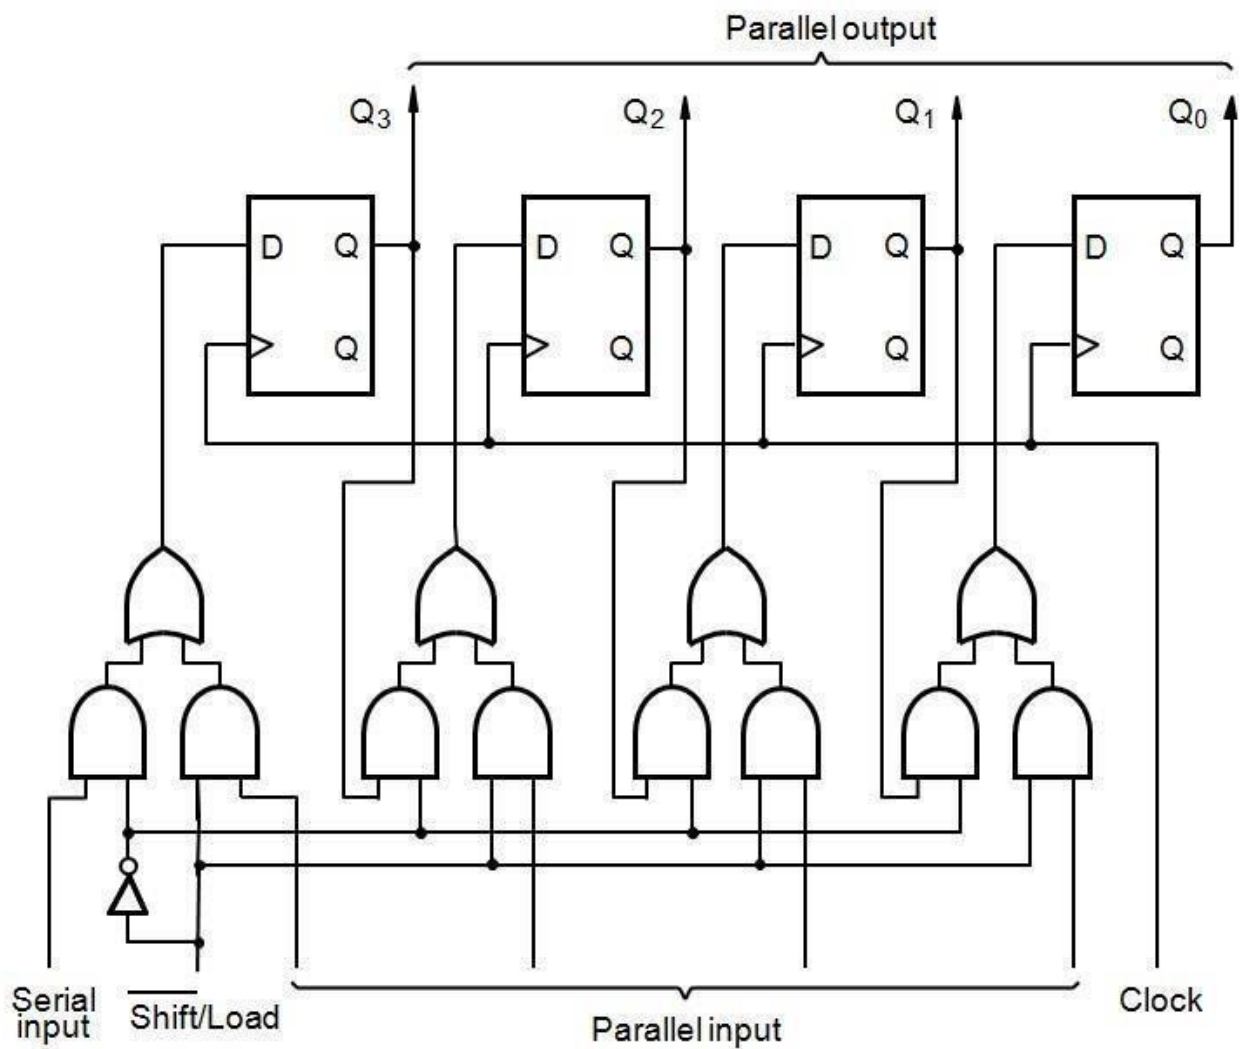 Parallel output
Q₃ Q₂ Q₁ Q₀
D Q D Q D Q D Q
Q Q Q Q
Serial
input
Shift/Load
Parallel input
Clock